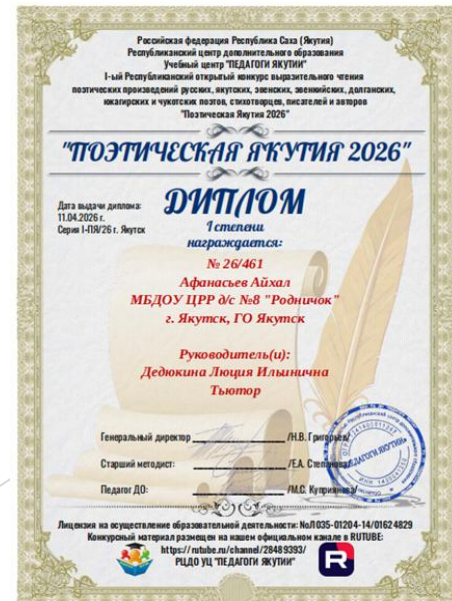 Российская федерация Республика Саха (Якутия)
Республиканский центр дополнительного образования
Учебный центр "ПЕДАГОГИ ЯКУТИИ"
I-ый Республиканский открытый конкурс выразительного чтения
поэтических произведений русских, якутских, эвенских, эвенкийских, долганских,
юкагирских и чукотских поэтов, стихотворцев, писателей и авторов
"Поэтическая Якутия 2026"
"ПОЭТИЧЕСКАЯ ЯКУТИЯ 2026"
Дата выдачи диплома:
11.04.2026 г.
Серия I-ПЯ/26 г. Якутск
ДИПЛОМ
I степени
награждается:
№ 26/461
Афанасьев Айхал
МБДОУ ЦРР д/с №8 "Родничок"
г. Якутск, ГО Якутск
Руководитель(и):
Дедюкина Люция Ильинична
Тьютор
Генеральный директор /Н.В. Григорьев/
Старший методист: /Е.А. Степанова/
Педагог ДО: /М.С. Куприянова/
ПЕДАГОГИ ЯКУТИИ
Лицензия на осуществление образовательной деятельности: №Л035-01204-14/01624829
Конкурсный материал размещен на нашем официальном канале в RUTUBE:
https://rutube.ru/channel/28489393/
РЦДО УЦ "ПЕДАГОГИ ЯКУТИИ"
R